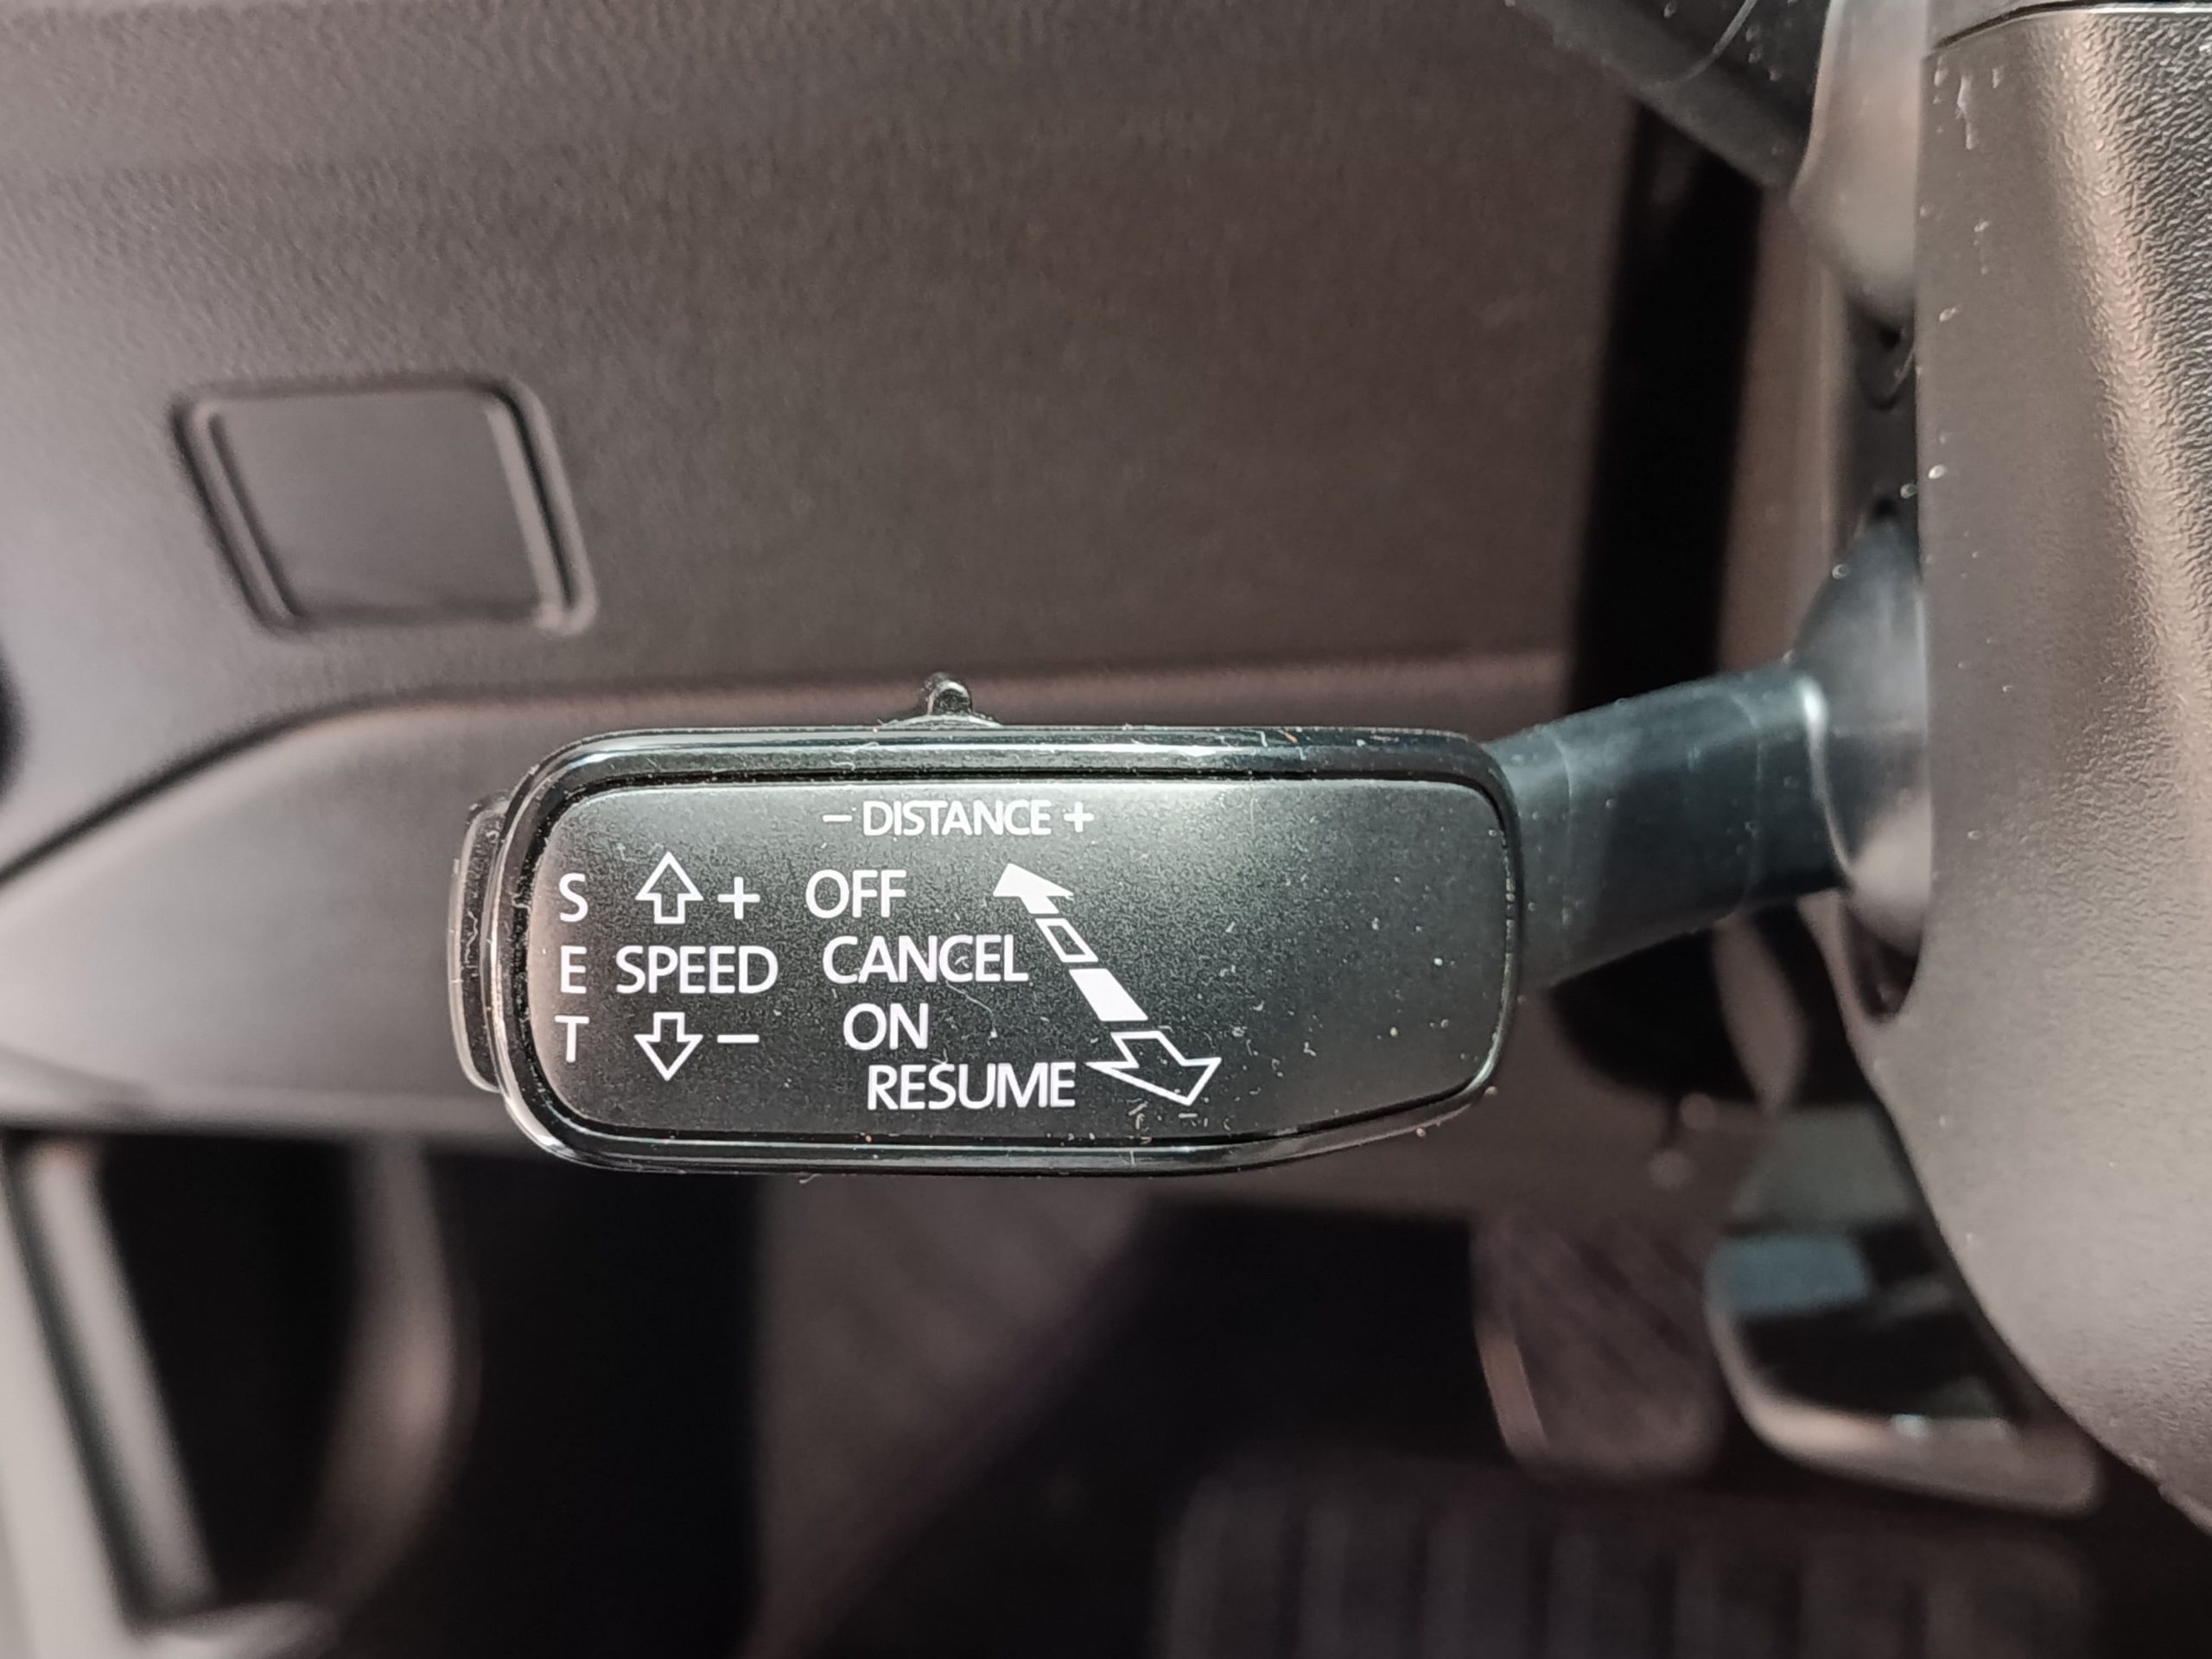 – DISTANCE +
S + OFF
E SPEED CANCEL
T – ON
RESUME